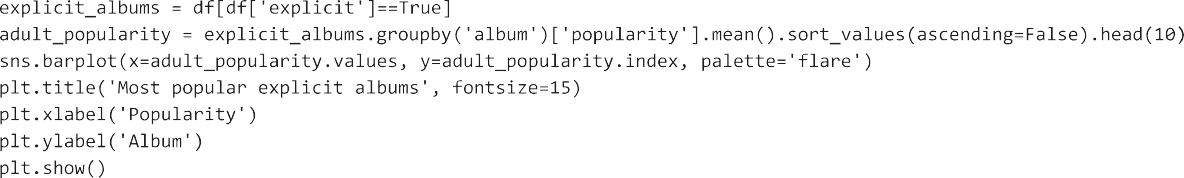 explicit_albums = df[df['explicit']==True]
adult_popularity = explicit_albums.groupby('album')['popularity'].mean().sort_values(ascending=False).head(10)
sns.barplot(x=adult_popularity.values, y=adult_popularity.index, palette='flare')
plt.title('Most popular explicit albums', fontsize=15)
plt.xlabel('Popularity')
plt.ylabel('Album')
plt.show()